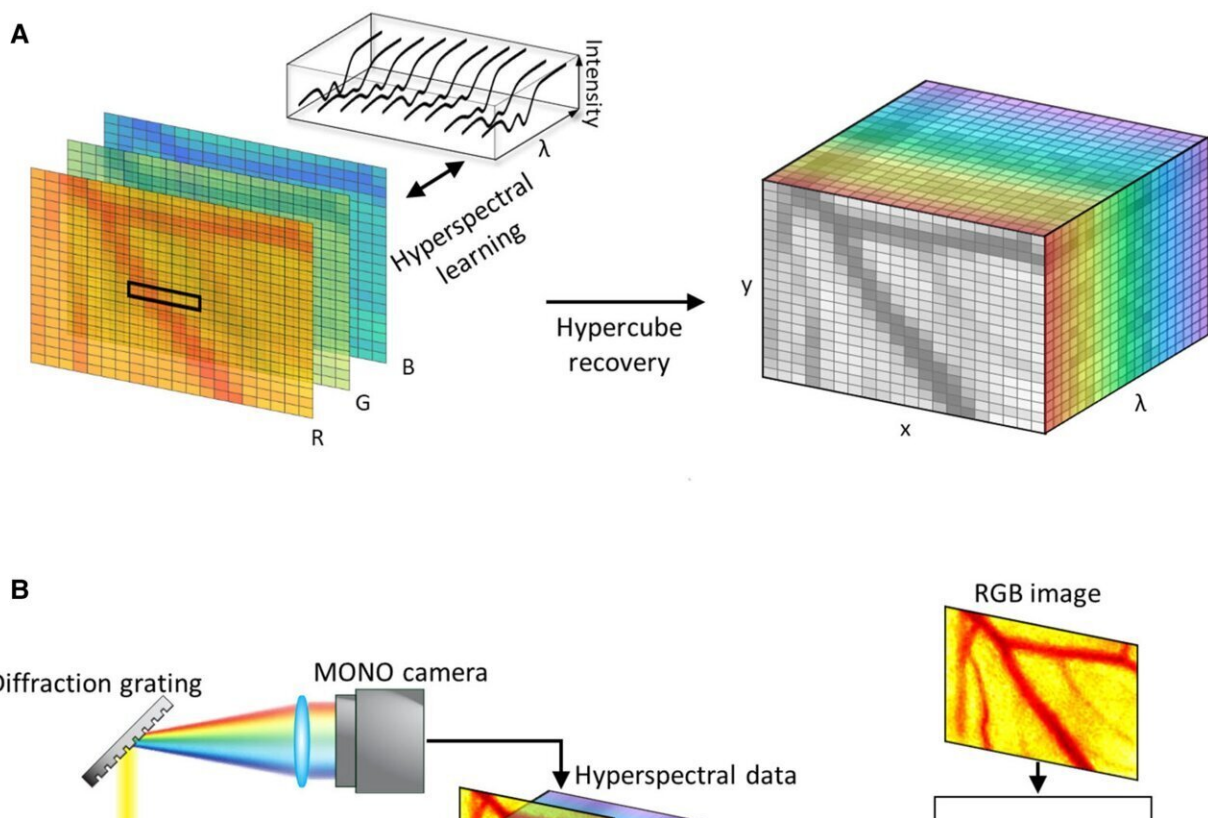 A
Intensity
λ
Hyperspectral
learning
B
G
R
Hypercube
recovery
y
x
λ
B
RGB image
MONO camera
Diffraction grating
Hyperspectral data